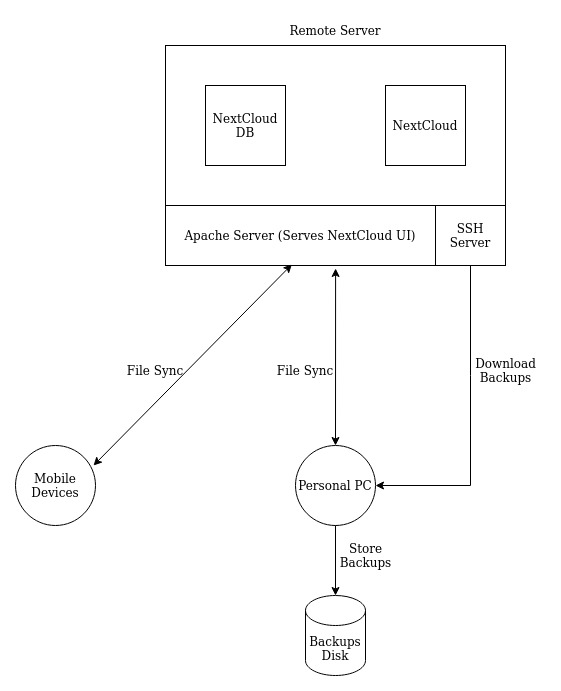 Remote Server
NextCloud
DB
NextCloud
Apache Server (Serves NextCloud UI)
SSH
Server
File Sync
File Sync
Download
Backups
Mobile
Devices
Personal PC
Store
Backups
Backups
Disk